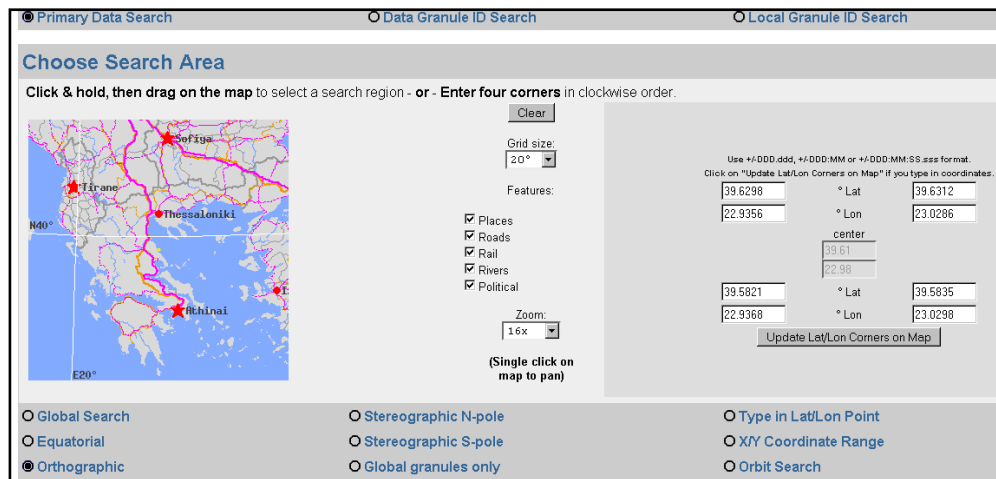 Primary Data Search Data Granule ID Search Local Granule ID Search
Choose Search Area
Click & hold, then drag on the map to select a search region - or - Enter four corners in clockwise order.
Clear
Grid size:
20°
Features:
Places
Roads
Rail
Rivers
Political
Zoom:
16x
(Single click on
map to pan)
Sofiya
Tirane
Thessaloniki
N40°
Athinai
E20°
Use +/-DDD.ddd, +/-DDD:MM or +/-DDD:MM:SS.sss format.
Click on "Update Lat/Lon Corners on Map" if you type in coordinates.
39.6298 ° Lat 39.6312
22.9356 ° Lon 23.0286
center
39.61
22.98
39.5821 ° Lat 39.5835
22.9368 ° Lon 23.0298
Update Lat/Lon Corners on Map
Global Search Stereographic N-pole Type in Lat/Lon Point
Equatorial Stereographic S-pole X/Y Coordinate Range
Orthographic Global granules only Orbit Search